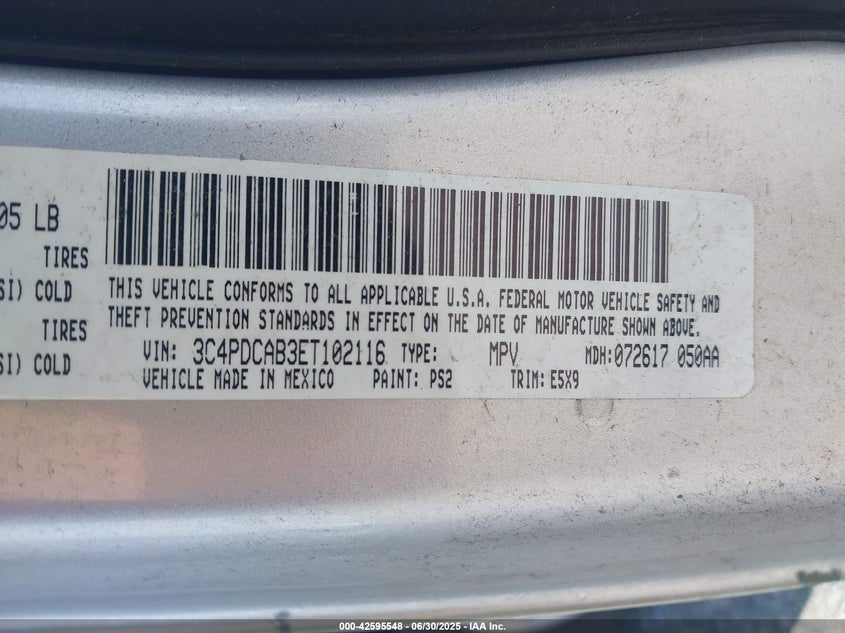 05 LB
TIRES
SI) COLD
TIRES
SI) COLD
THIS VEHICLE CONFORMS TO ALL APPLICABLE U.S.A. FEDERAL MOTOR VEHICLE SAFETY AND
THEFT PREVENTION STANDARDS IN EFFECT ON THE DATE OF MANUFACTURE SHOWN ABOVE.
VIN: 3C4PDCAB3ET102116 TYPE: MPV MDH:072617 050AA
VEHICLE MADE IN MEXICO PAINT: PS2 TRIM: E5X9
000-42595548 - 06/30/2025 - IAA Inc.